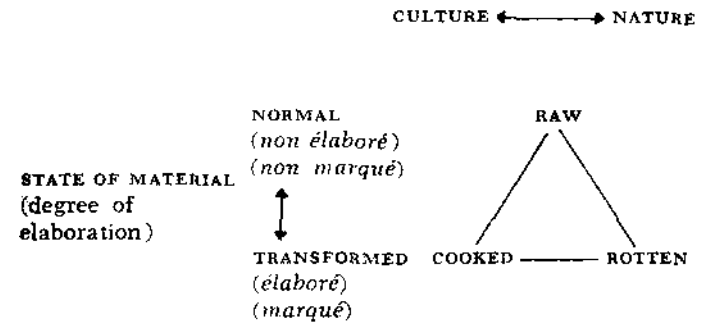 CULTURE ↔ NATURE
NORMAL
(non élaboré)
(non marqué)
RAW
STATE OF MATERIAL
(degree of
elaboration)
TRANSFORMED
(élaboré)
(marqué)
COOKED
ROTTEN